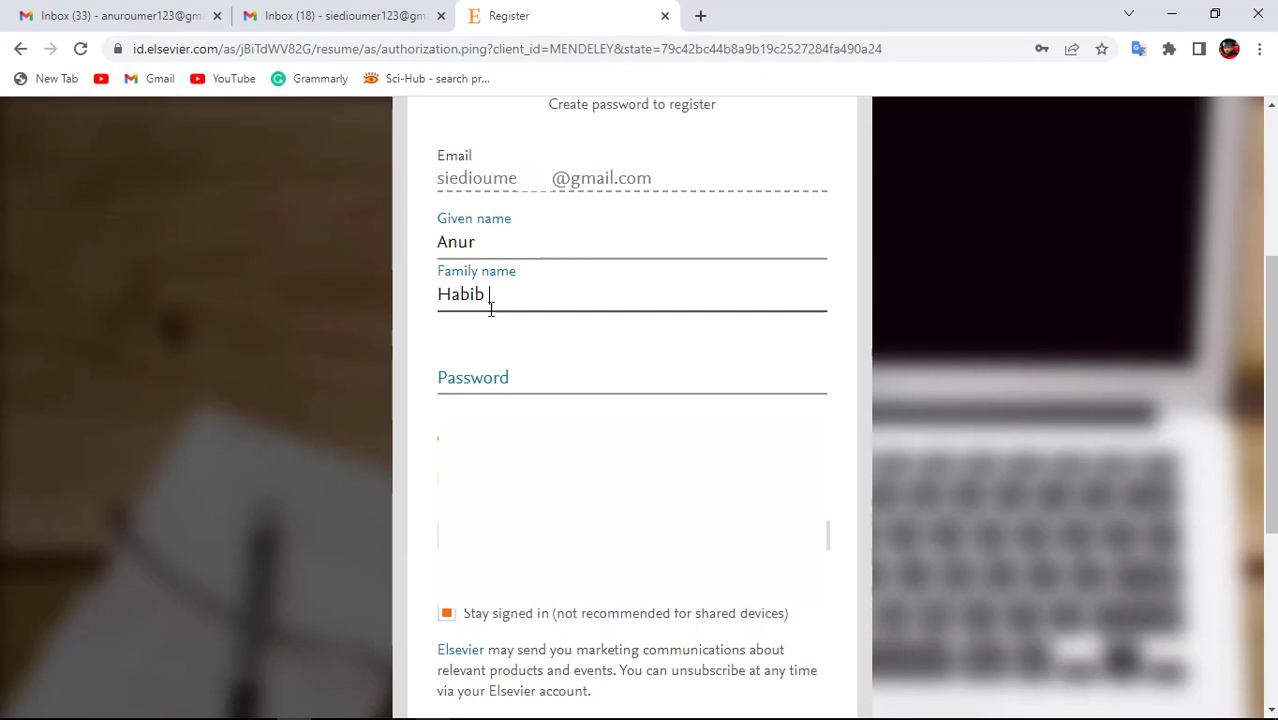 Inbox (33) - anuroumer123@gma
Inbox (18) - siedioumer123@gma
Register
id.elsevier.com/as/jBiTdWV82G/resume/as/authorization.ping?client_id=MENDELEY&state=79c42bc44b8a9b19c2527284fa490a24
New Tab
Gmail
YouTube
Grammarly
Sci-Hub - search pr...
Create password to register
Email
siedioume @gmail.com
Given name
Anur
Family name
Habib
Password
Stay signed in (not recommended for shared devices)
Elsevier may send you marketing communications about
relevant products and events. You can unsubscribe at any time
via your Elsevier account.